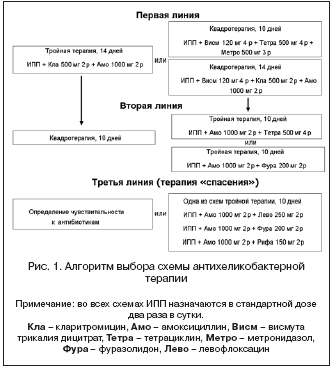 Первая линия
Тройная терапия, 14 дней
ИПП + Кла 500 мг 2 р + Амо 1000 мг 2 р
или
Квадротерапия, 10 дней
ИПП + Висм 120 мг 4 р + Тетра 500 мг 4 р +
Метро 500 мг 3 р
Квадротерапия, 14 дней
ИПП + Висм 120 мг 4 р + Кла 500 мг 2 р + Амо
1000 мг 2 р
Вторая линия
Квадротерапия, 10 дней
Тройная терапия, 10 дней
ИПП + Амо 1000 мг 2 р + Тетра 500 мг 4 р
или
Тройная терапия, 10 дней
ИПП + Амо 1000 мг 2 р + Фура 200 мг 2 р
Третья линия (терапия «спасения»)
Определение чувствительности
к антибиотикам
или
Одна из схем тройной терапии, 10 дней
ИПП + Амо 1000 мг 2 р + Лево 250 мг 2 р
ИПП + Амо 1000 мг 2 р + Фура 200 мг 2 р
ИПП + Амо 1000 мг 2 р + Рифа 150 мг 2 р
Рис. 1. Алгоритм выбора схемы антихеликобактерной
терапии
Примечание: во всех схемах ИПП назначаются в стандартной дозе
два раза в сутки.
Кла – кларитромицин, Амо – амоксициллин, Висм – висмута
трикалия дицитрат, Тетра – тетрациклин, Метро – метронидазол,
Фура – фуразолидон, Лево – левофлоксацин